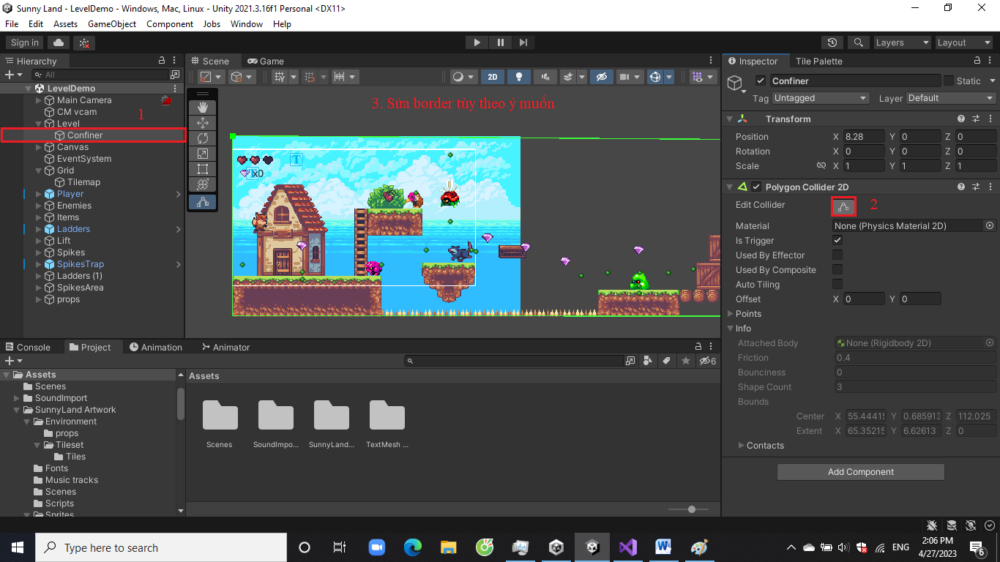 Sunny Land - LevelDemo - Windows, Mac, Linux - Unity 2021.3.16f1 Personal <DX11>
File Edit Assets GameObject Component Jobs Window Help
Sign in
Layers
Layout
Hierarchy
All
LevelDemo
Main Camera
CM vcam
1
Level
Confiner
Canvas
EventSystem
Grid
Tilemap
Player
Enemies
Items
Ladders
Lift
Spikes
SpikesTrap
Ladders (1)
SpikesArea
props
Scene
Game
2D
3. Sửa border tùy theo ý muốn
T
x0
Inspector
Tile Palette
Confiner
Static
Tag Untagged
Layer Default
Transform
Position X 8.28 Y 0 Z 0
Rotation X 0 Y 0 Z 0
Scale X 1 Y 1 Z 1
Polygon Collider 2D
Edit Collider
2
Material None (Physics Material 2D)
Is Trigger
Used By Effector
Used By Composite
Auto Tiling
Offset X 0 Y 0
Points
Info
Attached Body None (Rigidbody 2D)
Friction 0.4
Bounciness 0
Shape Count 3
Bounds
Center X 55.44415 Y 0.685913 Z 112.025
Extent X 65.35215 Y 6.62613 Z 0
Contacts
Add Component
Console
Project
Animation
Animator
6
Assets
Scenes
SoundImport
SunnyLand Artwork
Environment
props
Tileset
Tiles
Fonts
Music tracks
Scenes
Scripts
Sprites
Assets
Scenes
SoundImpo...
SunnyLand...
TextMesh ...
Type here to search
ENG
2:06 PM
4/27/2023
6